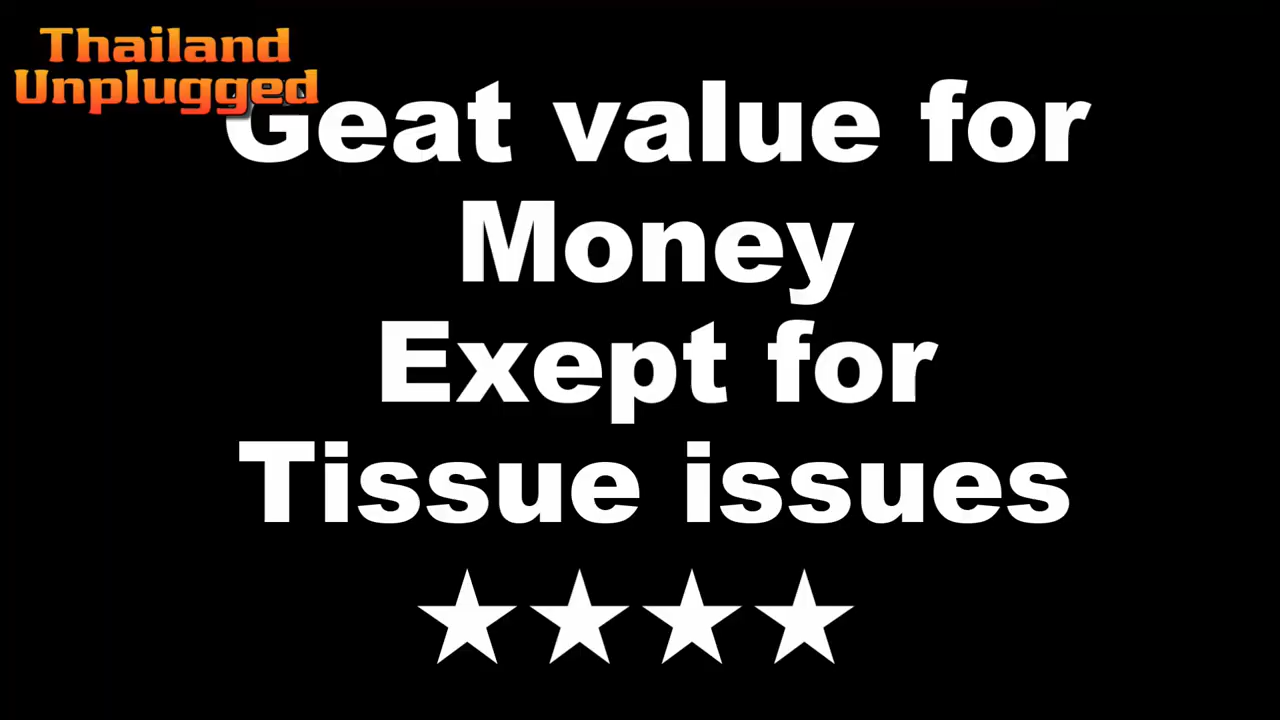 Thailand
Unplugged
Geat value for
Money
Exept for
Tissue issues
★★★★